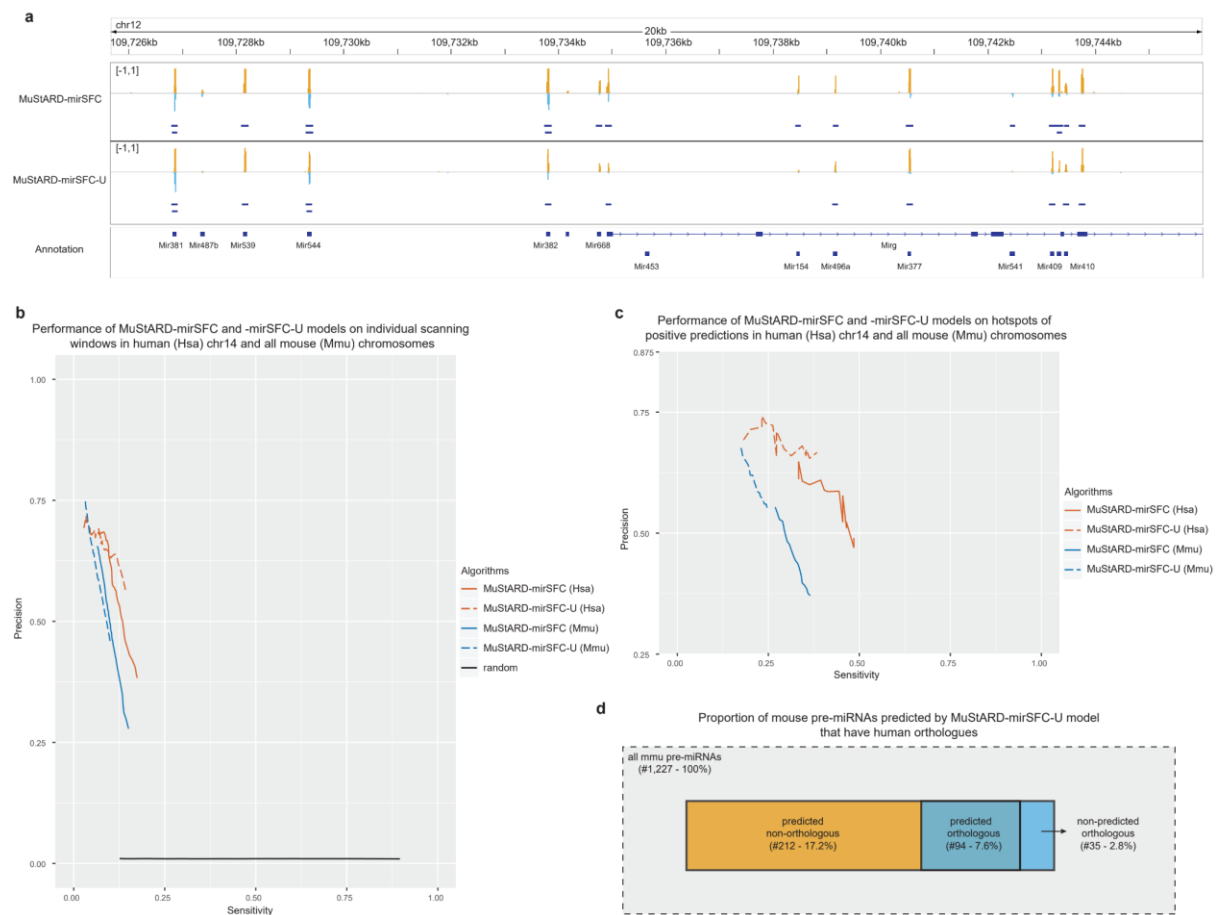 a
chr12
20kb
109,726kb 109,728kb 109,730kb 109,732kb 109,734kb 109,736kb 109,738kb 109,740kb 109,742kb 109,744kb
[-1,1]
MuStARD-mirSFC
[-1,1]
MuStARD-mirSFC-U
Annotation
Mir381 Mir487b Mir539 Mir544 Mir382 Mir668 Mirg
Mir453 Mir154 Mir496a Mir377 Mir541 Mir409 Mir410
b
Performance of MuStARD-mirSFC and -mirSFC-U models on individual scanning
windows in human (Hsa) chr14 and all mouse (Mmu) chromosomes
1.00
0.75
0.50
0.25
0.00
Precision
0.00 0.25 0.50 0.75 1.00
Sensitivity
Algorithms
MuStARD-mirSFC (Hsa)
MuStARD-mirSFC-U (Hsa)
MuStARD-mirSFC (Mmu)
MuStARD-mirSFC-U (Mmu)
random
c
Performance of MuStARD-mirSFC and -mirSFC-U models on hotspots of
positive predictions in human (Hsa) chr14 and all mouse (Mmu) chromosomes
0.875
0.75
0.50
0.25
Precision
0.00 0.25 0.50 0.75 1.00
Sensitivity
Algorithms
MuStARD-mirSFC (Hsa)
MuStARD-mirSFC-U (Hsa)
MuStARD-mirSFC (Mmu)
MuStARD-mirSFC-U (Mmu)
d
Proportion of mouse pre-miRNAs predicted by MuStARD-mirSFC-U model
that have human orthologues
all mmu pre-miRNAs
(#1,227 - 100%)
predicted
non-orthologous
(#212 - 17.2%)
predicted
orthologous
(#94 - 7.6%)
non-predicted
orthologous
(#35 - 2.8%)